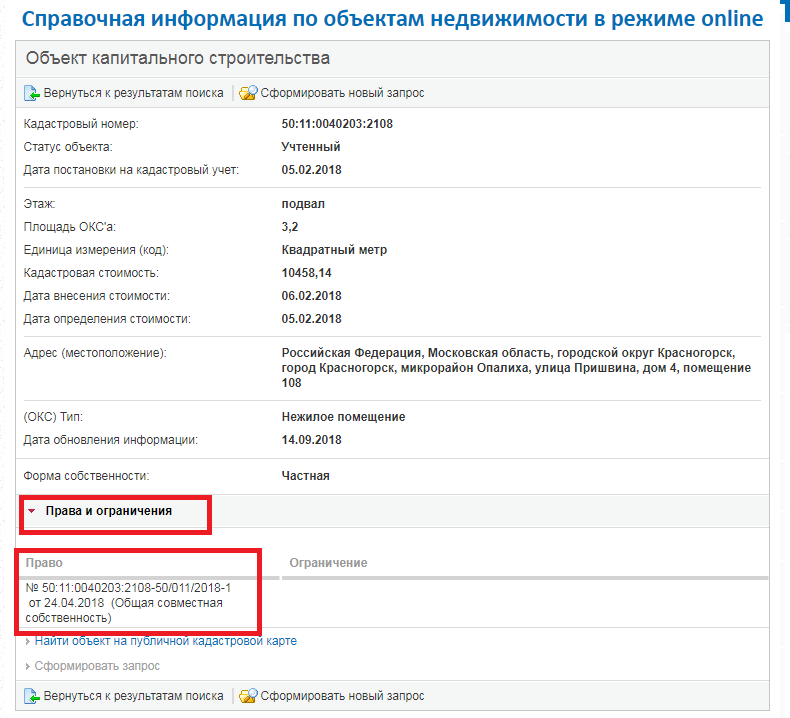 Справочная информация по объектам недвижимости в режиме online
Объект капитального строительства
Вернуться к результатам поиска Сформировать новый запрос
Кадастровый номер: 50:11:0040203:2108
Статус объекта: Учтенный
Дата постановки на кадастровый учет: 05.02.2018
Этаж: подвал
Площадь ОКС'а: 3,2
Единица измерения (код): Квадратный метр
Кадастровая стоимость: 10458,14
Дата внесения стоимости: 06.02.2018
Дата определения стоимости: 05.02.2018
Адрес (местоположение): Российская Федерация, Московская область, городской округ Красногорск,
город Красногорск, микрорайон Опалиха, улица Пришвина, дом 4, помещение
108
(ОКС) Тип: Нежилое помещение
Дата обновления информации: 14.09.2018
Форма собственности: Частная
Права и ограничения
Право Ограничение
№ 50:11:0040203:2108-50/011/2018-1
от 24.04.2018 (Общая совместная
собственность)
Найти объект на публичной кадастровой карте
Сформировать запрос
Вернуться к результатам поиска Сформировать новый запрос